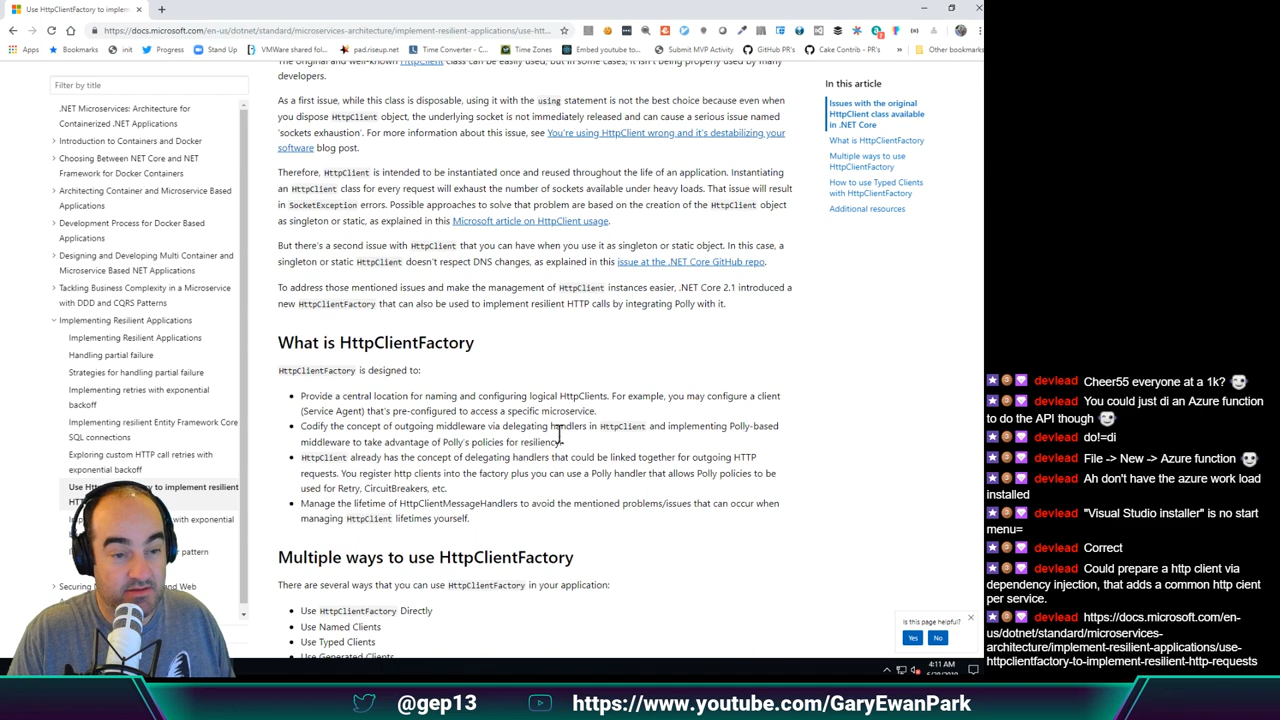 Use HttpClientFactory to implem
https://docs.microsoft.com/en-us/dotnet/standard/microservices-architecture/implement-resilient-applications/use-htt...
Apps
Bookmarks
init
Progress
Stand Up
VMWare shared fol
pad.riseup.net
Time Converter - C
Time Zones
Embed youtube to
Submit MVP Activity
GitHub PR's
Cake Contrib - PR's
»
Other bookmarks
Filter by title
.NET Microservices: Architecture for
Containerized .NET Applications
Introduction to Containers and Docker
Choosing Between NET Core and NET
Framework for Docker Containers
Architecting Container and Microservice Based
Applications
Development Process for Docker Based
Applications
Designing and Developing Multi Container and
Microservice Based NET Applications
Tackling Business Complexity in a Microservice
with DDD and CQRS Patterns
Implementing Resilient Applications
Implementing Resilient Applications
Handling partial failure
Strategies for handling partial failure
Implementing retries with exponential
backoff
Implementing resilient Entity Framework Core
SQL connections
Exploring custom HTTP call retries with
exponential backoff
Use Http to implement resilient
HT
with exponential
pattern
Securing and Web
The original and well-known HttpClient class can be easily used, but in some cases, it isn't being properly used by many
developers.
As a first issue, while this class is disposable, using it with the using statement is not the best choice because even when
you dispose HttpClient object, the underlying socket is not immediately released and can cause a serious issue named
'sockets exhaustion'. For more information about this issue, see You're using HttpClient wrong and it's destabilizing your
software blog post.
Therefore, HttpClient is intended to be instantiated once and reused throughout the life of an application. Instantiating
an HttpClient class for every request will exhaust the number of sockets available under heavy loads. That issue will result
in SocketException errors. Possible approaches to solve that problem are based on the creation of the HttpClient object
as singleton or static, as explained in this Microsoft article on HttpClient usage.
But there's a second issue with HttpClient that you can have when you use it as singleton or static object. In this case, a
singleton or static HttpClient doesn't respect DNS changes, as explained in this issue at the .NET Core GitHub repo.
To address those mentioned issues and make the management of HttpClient instances easier, .NET Core 2.1 introduced a
new HttpClientFactory that can also be used to implement resilient HTTP calls by integrating Polly with it.
What is HttpClientFactory
HttpClientFactory is designed to:
Provide a central location for naming and configuring logical HttpClients. For example, you may configure a client
(Service Agent) that's pre-configured to access a specific microservice.
Codify the concept of outgoing middleware via delegating handlers in HttpClient and implementing Polly-based
middleware to take advantage of Polly's policies for resiliency.
HttpClient already has the concept of delegating handlers that could be linked together for outgoing HTTP
requests. You register http clients into the factory plus you can use a Polly handler that allows Polly policies to be
used for Retry, CircuitBreakers, etc.
Manage the lifetime of HttpClientMessageHandlers to avoid the mentioned problems/issues that can occur when
managing HttpClient lifetimes yourself.
Multiple ways to use HttpClientFactory
There are several ways that you can use HttpClientFactory in your application:
Use HttpClientFactory Directly
Use Named Clients
Use Typed Clients
Use Generated Clients
In this article
Issues with the original
HttpClient class available
in .NET Core
What is HttpClientFactory
Multiple ways to use
HttpClientFactory
How to use Typed Clients
with HttpClientFactory
Additional resources
Is this page helpful?
Yes
No
4:11 AM
devlead Cheer55 everyone at a 1k?
devlead You could just di an Azure function
to do the API though
devlead do!=di
devlead File -> New -> Azure function
devlead Ah don't have the azure work load
installed
devlead "Visual Studio installer" is no start
menu=
devlead Correct
devlead Could prepare a http client via
dependency injection, that adds a common http cient
per service.
devlead https://docs.microsoft.com/en-
us/dotnet/standard/microservices-
architecture/implement-resilient-applications/use-
httpclientfactory-to-implement-resilient-http-requests
@gep13
https://www.youtube.com/GaryEwanPark